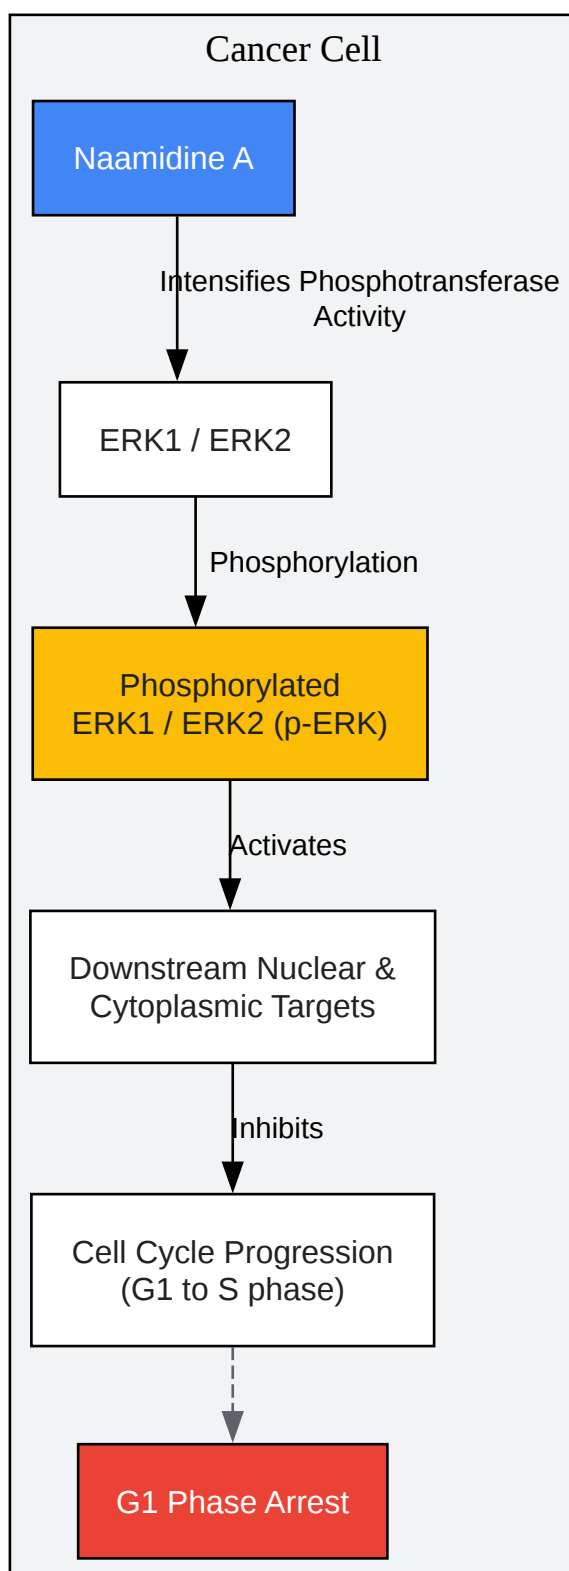 Cancer Cell
Naamidine A
Intensifies Phosphotransferase
Activity
ERK1 / ERK2
Phosphorylation
Phosphorylated
ERK1 / ERK2 (p-ERK)
Activates
Downstream Nuclear &
Cytoplasmic Targets
Inhibits
Cell Cycle Progression
(G1 to S phase)
G1 Phase Arrest